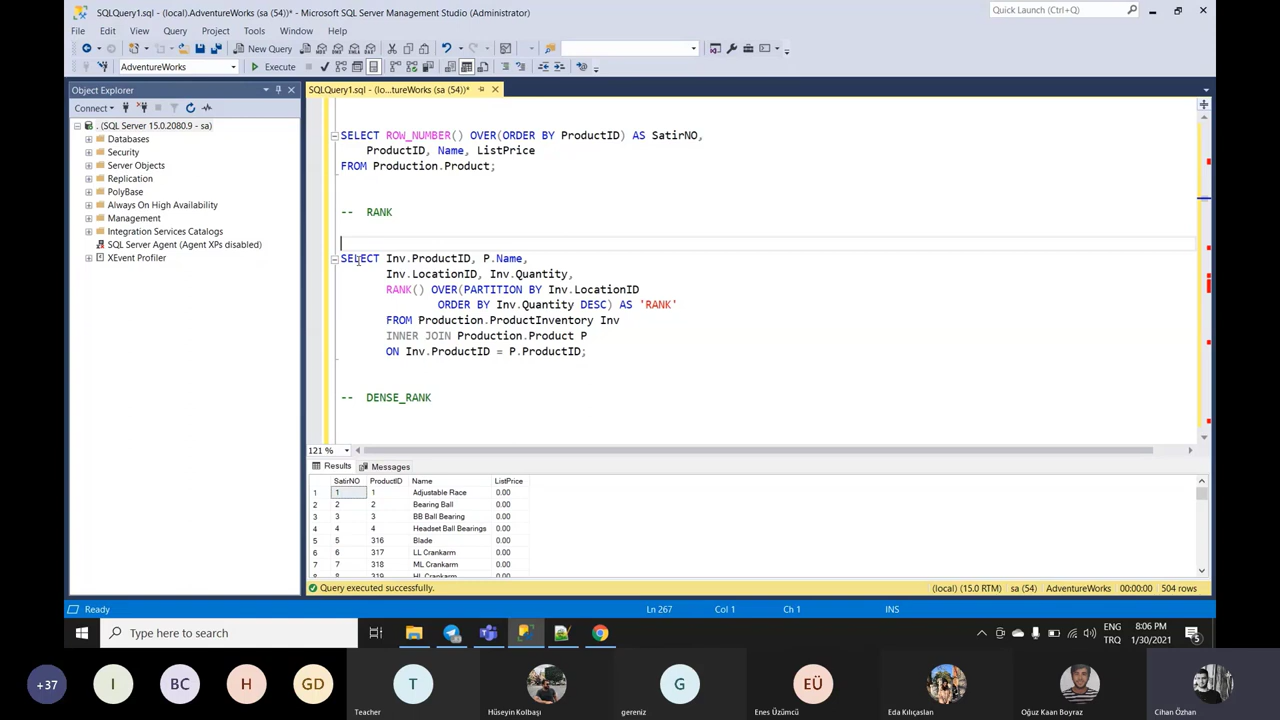 SQLQuery1.sql - (local).AdventureWorks (sa (54))* - Microsoft SQL Server Management Studio (Administrator)
Quick Launch (Ctrl+Q)
File Edit View Query Project Tools Window Help
New Query
AdventureWorks
Execute
Object Explorer
SQLQuery1.sql - (lo...tureWorks (sa (54))*
Connect
. (SQL Server 15.0.2080.9 - sa)
Databases
Security
Server Objects
Replication
PolyBase
Always On High Availability
Management
Integration Services Catalogs
SQL Server Agent (Agent XPs disabled)
XEvent Profiler
SELECT ROW_NUMBER() OVER(ORDER BY ProductID) AS SatirNO,
ProductID, Name, ListPrice
FROM Production.Product;
-- RANK
SELECT Inv.ProductID, P.Name,
Inv.LocationID, Inv.Quantity,
RANK() OVER(PARTITION BY Inv.LocationID
ORDER BY Inv.Quantity DESC) AS 'RANK'
FROM Production.ProductInventory Inv
INNER JOIN Production.Product P
ON Inv.ProductID = P.ProductID;
-- DENSE_RANK
121 %
Results Messages
SatirNO ProductID Name ListPrice
1 1 1 Adjustable Race 0.00
2 2 2 Bearing Ball 0.00
3 3 3 BB Ball Bearing 0.00
4 4 4 Headset Ball Bearings 0.00
5 5 316 Blade 0.00
6 6 317 LL Crankarm 0.00
7 7 318 ML Crankarm 0.00
8 8 319 HL Crankarm 0.00
Query executed successfully.
(local) (15.0 RTM) sa (54) AdventureWorks 00:00:00 504 rows
Ready
Ln 267 Col 1 Ch 1 INS
Type here to search
ENG
TRQ
8:06 PM
1/30/2021
5
+37 I BC H GD T G EÜ
Teacher Hüseyin Kolbaşı gereniz Enes Üzümcü Eda Kılıçaslan Oğuz Kaan Boyraz Cihan Özhan